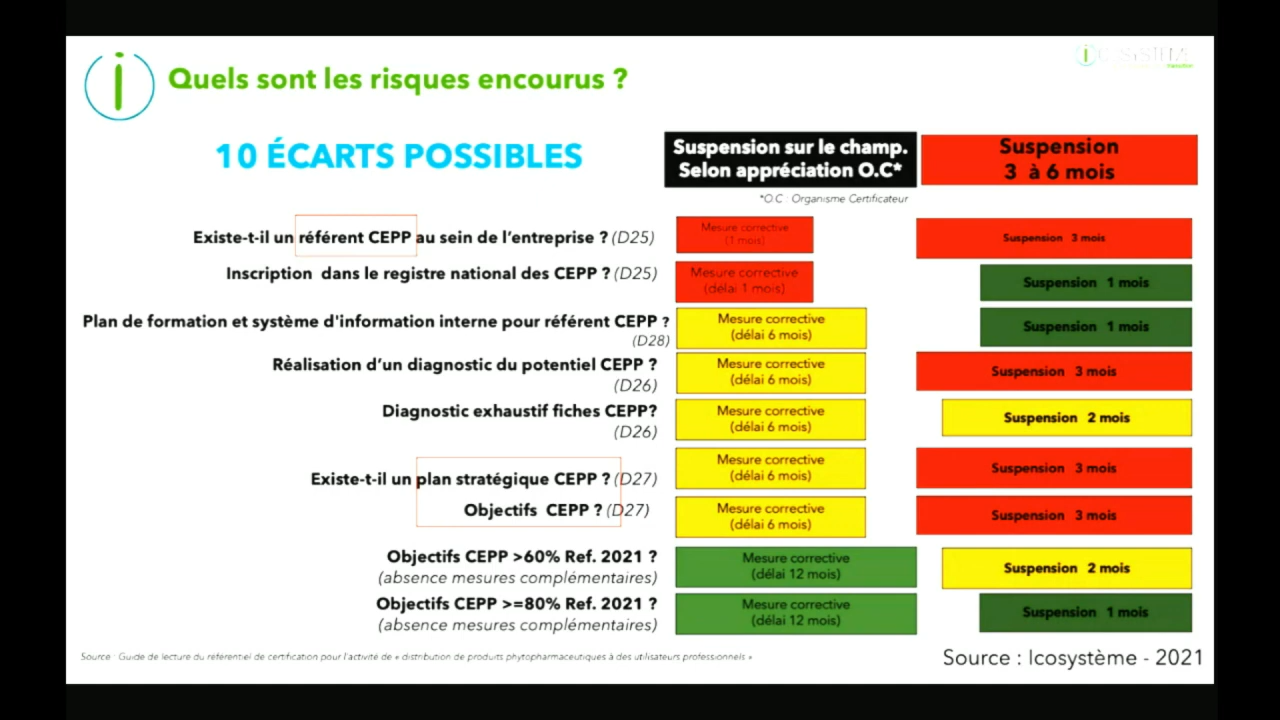 Quels sont les risques encourus ?
10 ÉCARTS POSSIBLES
Suspension sur le champ.
Selon appréciation O.C*
Suspension
3 à 6 mois
*O.C : Organisme Certificateur
Existe-t-il un référent CEPP au sein de l'entreprise ? (D25)
Mesure corrective
(1 mois)
Suspension 3 mois
Inscription dans le registre national des CEPP ? (D25)
Mesure corrective
(délai 1 mois)
Suspension 1 mois
Plan de formation et système d'information interne pour référent CEPP ?
(D28)
Mesure corrective
(délai 6 mois)
Suspension 1 mois
Réalisation d'un diagnostic du potentiel CEPP ?
(D26)
Mesure corrective
(délai 6 mois)
Suspension 3 mois
Diagnostic exhaustif fiches CEPP?
(D26)
Mesure corrective
(délai 6 mois)
Suspension 2 mois
Existe-t-il un plan stratégique CEPP ? (D27)
Mesure corrective
(délai 6 mois)
Suspension 3 mois
Objectifs CEPP ? (D27)
Mesure corrective
(délai 6 mois)
Suspension 3 mois
Objectifs CEPP >60% Ref. 2021 ?
(absence mesures complémentaires)
Mesure corrective
(délai 12 mois)
Suspension 2 mois
Objectifs CEPP >=80% Ref. 2021 ?
(absence mesures complémentaires)
Mesure corrective
(délai 12 mois)
Suspension 1 mois
Source : Guide de lecture du référentiel de certification pour l'activité de « distribution de produits phytopharmaceutiques à des utilisateurs professionnels »
Source : Icosystème - 2021